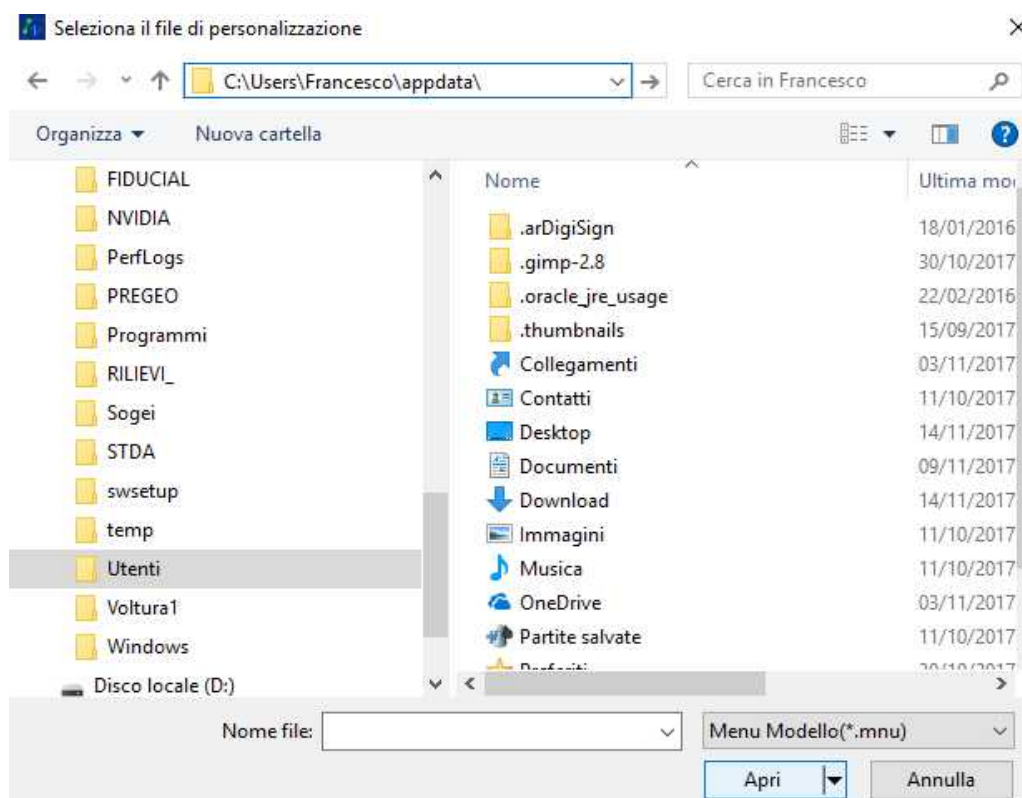 Seleziona il file di personalizzazione
C:\Users\Francesco\appdata\
Cerca in Francesco
Organizza
Nuova cartella
FIDUCIAL
NVIDIA
PerfLogs
PREGEO
Programmi
RILIEVI_
Sogei
STDA
swsetup
temp
Utenti
Voltura1
Windows
Disco locale (D:)
Nome Ultima mo
.arDigiSign 18/01/2016
.gimp-2.8 30/10/2017
.oracle_jre_usage 22/02/2016
.thumbnails 15/09/2017
Collegamenti 03/11/2017
Contatti 11/10/2017
Desktop 14/11/2017
Documenti 09/11/2017
Download 14/11/2017
Immagini 11/10/2017
Musica 11/10/2017
OneDrive 03/11/2017
Partite salvate 11/10/2017
Nome file:
Menu Modello(*.mnu)
Apri
Annulla